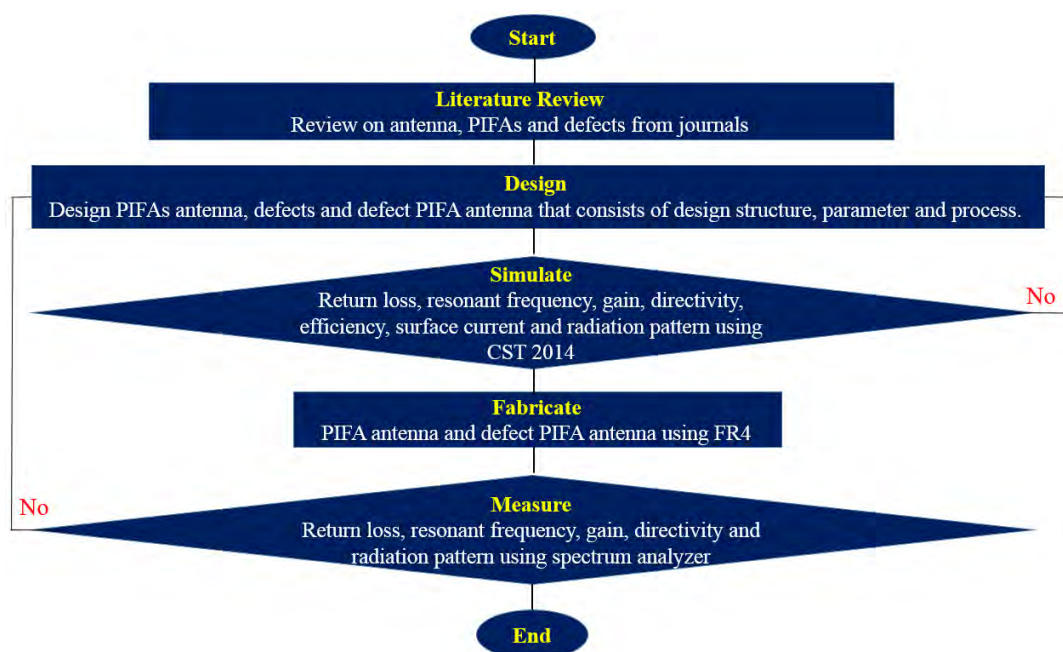 Start
Literature Review
Review on antenna, PIFAs and defects from journals
Design
Design PIFAs antenna, defects and defect PIFA antenna that consists of design structure, parameter and process.
Simulate
Return loss, resonant frequency, gain, directivity,
efficiency, surface current and radiation pattern using
CST 2014
No
Fabricate
PIFA antenna and defect PIFA antenna using FR4
No
Measure
Return loss, resonant frequency, gain, directivity and
radiation pattern using spectrum analyzer
End